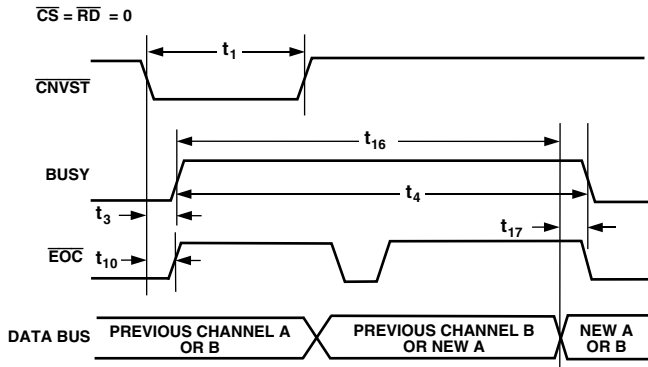 CS = RD = 0
t1
CNVST
t16
BUSY
t4
t3
t17
EOC
t10
DATA BUS
PREVIOUS CHANNEL A
OR B
PREVIOUS CHANNEL B
OR NEW A
NEW A
OR B